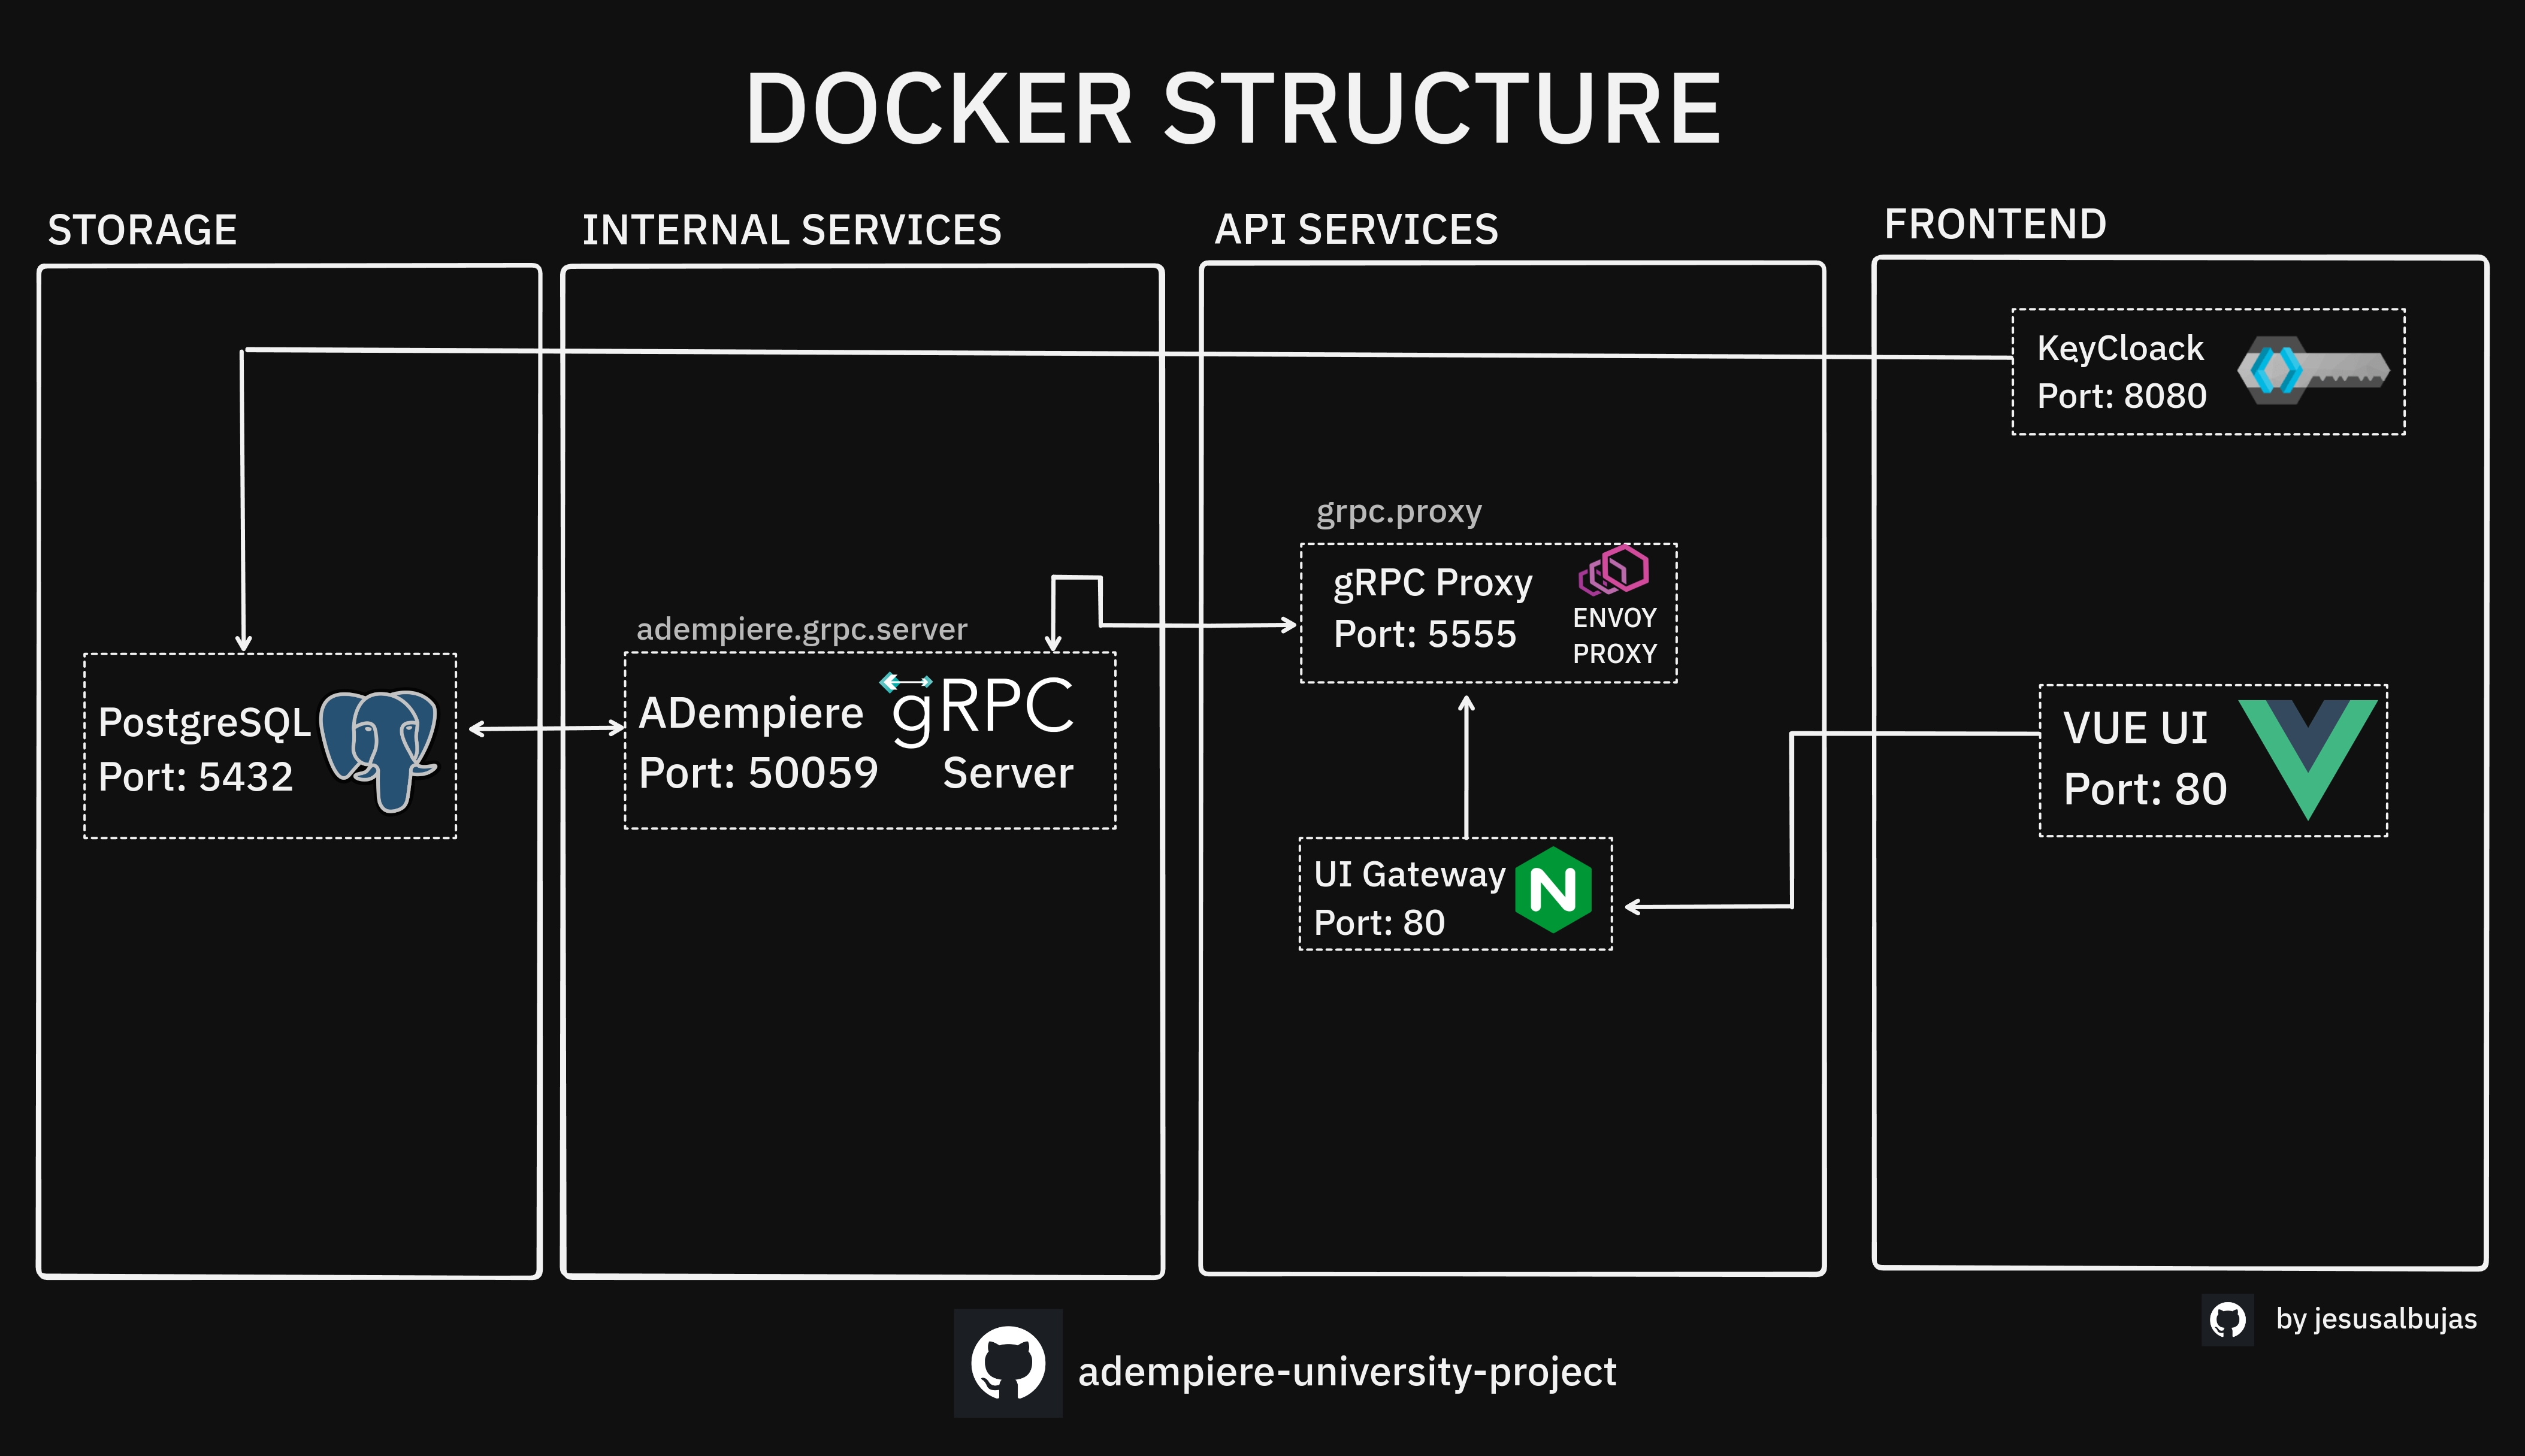 DOCKER STRUCTURE
STORAGE
INTERNAL SERVICES
API SERVICES
FRONTEND
KeyCloack
Port: 8080
grpc.proxy
gRPC Proxy
Port: 5555
ENVOY
PROXY
adempiere.grpc.server
ADempiere
Port: 50059
gRPC
Server
PostgreSQL
Port: 5432
VUE UI
Port: 80
UI Gateway
Port: 80
N
by jesusalbujas
adempiere-university-project